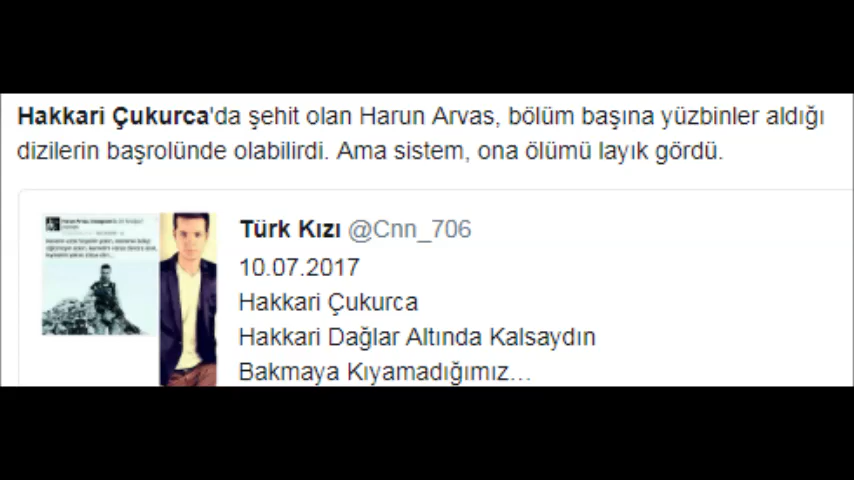 Hakkari Çukurca'da şehit olan Harun Arvas, bölüm başına yüzbinler aldığı
dizilerin başrolünde olabilirdi. Ama sistem, ona ölümü layık gördü.
Türk Kızı @Cnn_706
10.07.2017
Hakkari Çukurca
Hakkari Dağlar Altında Kalsaydın
Bakmaya Kıyamadığımız...